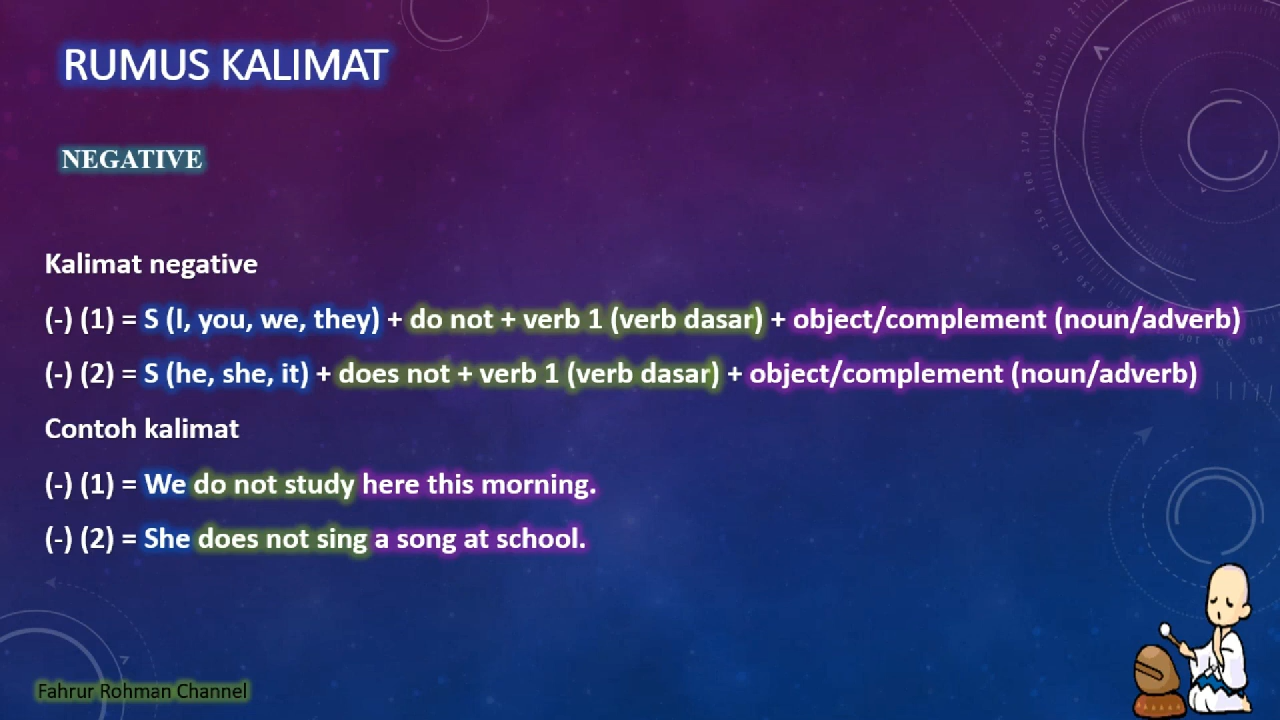 RUMUS KALIMAT
NEGATIVE
Kalimat negative
(-) (1) = S (I, you, we, they) + do not + verb 1 (verb dasar) + object/complement (noun/adverb)
(-) (2) = S (he, she, it) + does not + verb 1 (verb dasar) + object/complement (noun/adverb)
Contoh kalimat
(-) (1) = We do not study here this morning.
(-) (2) = She does not sing a song at school.
Fahrur Rohman Channel